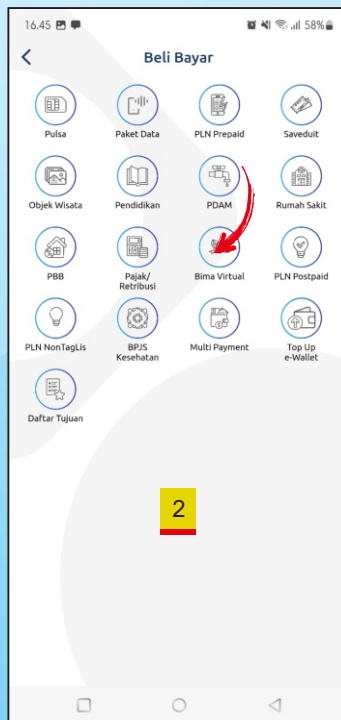 16.45 58%
Beli Bayar
Pulsa Paket Data PLN Prepaid Saveduit
Objek Wisata Pendidikan PDAM Rumah Sakit
PBB Pajak/ Bima Virtual PLN Postpaid
Retribusi
PLN NonTagLis BPJS Multi Payment Top Up
Kesehatan e-Wallet
Daftar Tujuan
2